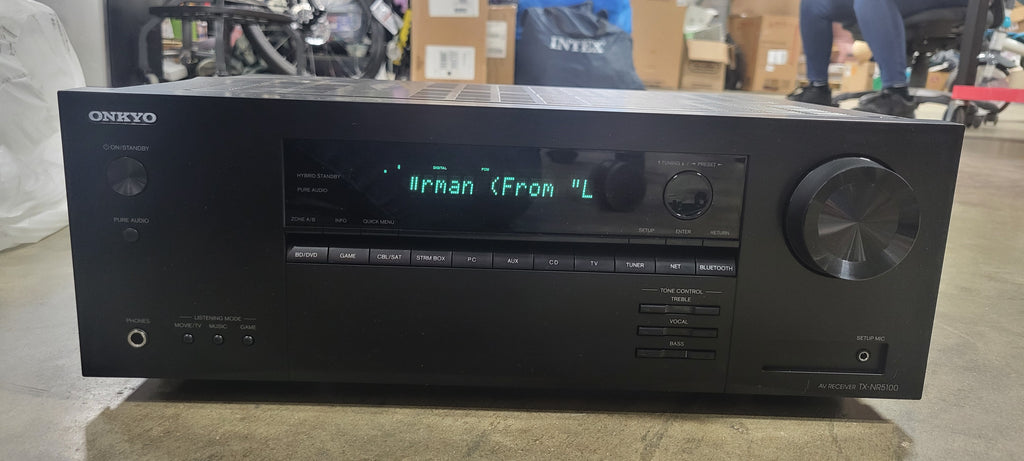 INTEX
ONKYO
⏻ON/STANDBY
PURE AUDIO
HYBRID STANDBY
PURE AUDIO
DIGITAL PCM
rman (From "L
TUNING PRESET
ZONE A/B INFO QUICK MENU
SETUP ENTER RETURN
BD/DVD GAME CBL/SAT STRM BOX PC AUX CD TV TUNER NET BLUETOOTH
TONE CONTROL
TREBLE
VOCAL
BASS
LISTENING MODE
MOVIE/TV MUSIC GAME
PHONES
SETUP MIC
AV RECEIVER TX-NR5100